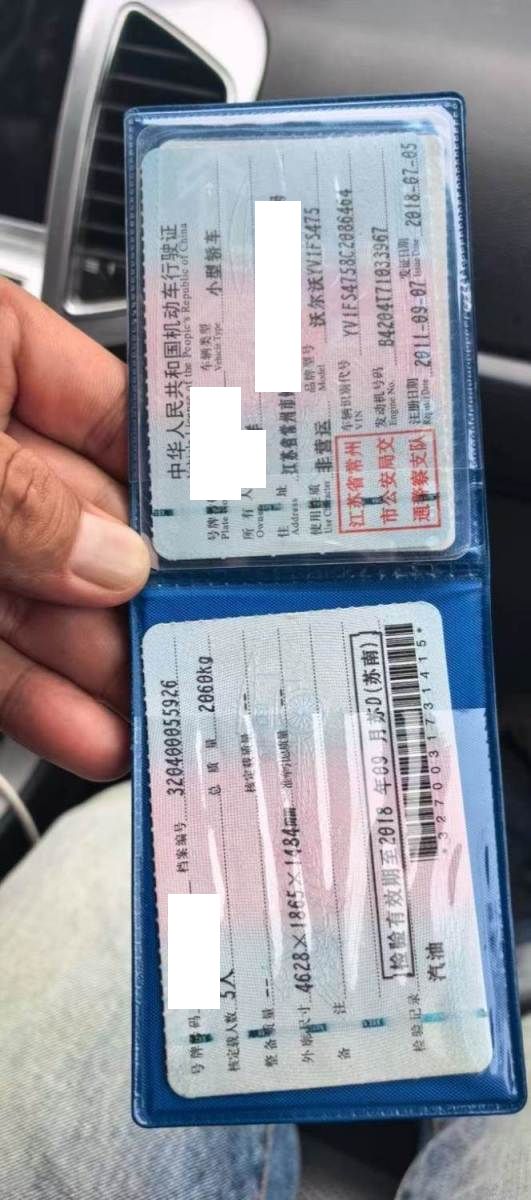 中华人民共和国机动车行驶证
of the People's Republic of China
号牌
Plate
车辆类型
Vehicle Type
小型轿车
所有人
Owner
住址
Address
江苏省常州市
使用性质
Use Character
非营运
品牌型号
Model
沃尔沃YV1FS475
江苏省常州
市公安局交
通警察支队
车辆识别代号
VIN
YV1FS4758C2086464
发动机号码
Engine No.
B4204T71033967
注册日期
Register Date
2011-09-07
发证日期
Issue Date
2018-07-05
号牌号码
档案编号
320400055926
核定载人数
5人
总质量
2060kg
整备质量
--
核定载质量
--
外廓尺寸
4628×1865×1484mm
准牵引总质量
--
备注
检验有效期至2018年09月苏D(苏南)
检验记录
汽油
*3270031731415*